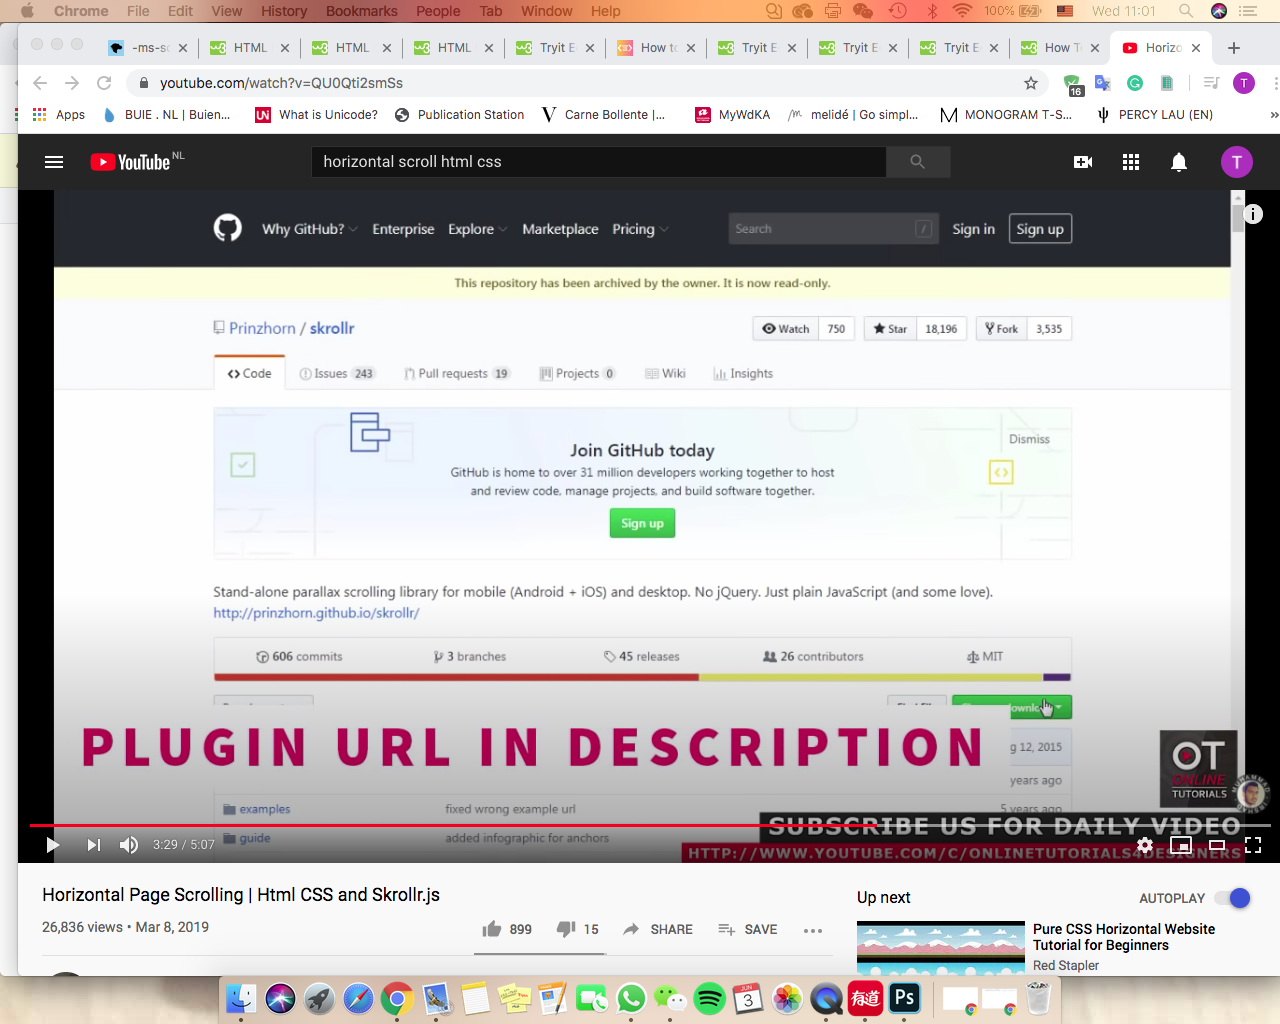 Chrome File Edit View History Bookmarks People Tab Window Help 100% Wed 11:01
-ms-sc HTML HTML HTML Tryit E How to Tryit E Tryit E Tryit E How T Horizo
youtube.com/watch?v=QU0Qti2smSs 16 T
Apps BUIE . NL | Buien... What is Unicode? Publication Station Carne Bollente |... MyWdKA melidé | Go simpl... MONOGRAM T-S... PERCY LAU (EN) »
YouTube NL horizontal scroll html css T
Why GitHub? Enterprise Explore Marketplace Pricing Search / Sign in Sign up
This repository has been archived by the owner. It is now read-only.
Prinzhorn / skrollr Watch 750 Star 18,196 Fork 3,535
Code Issues 243 Pull requests 19 Projects 0 Wiki Insights
Join GitHub today Dismiss
GitHub is home to over 31 million developers working together to host
and review code, manage projects, and build software together.
Sign up
Stand-alone parallax scrolling library for mobile (Android + iOS) and desktop. No jQuery. Just plain JavaScript (and some love).
http://prinzhorn.github.io/skrollr/
606 commits 3 branches 45 releases 26 contributors MIT
PLUGIN URL IN DESCRIPTION
12, 2015
years ago
OT
ONLINE
TUTORIALS
examples fixed wrong example url 5 years ago
SUBSCRIBE US FOR DAILY VIDEO
guide added infographic for anchors
3:29 / 5:07
HTTP://WWW.YOUTUBE.COM/C/ONLINETUTORIALS4DESIGNERS
Horizontal Page Scrolling | Html CSS and Skrollr.js
26,836 views • Mar 8, 2019 899 15 SHARE SAVE
Up next AUTOPLAY
Pure CSS Horizontal Website
Tutorial for Beginners
Red Stapler
JUN
3
有道
Ps